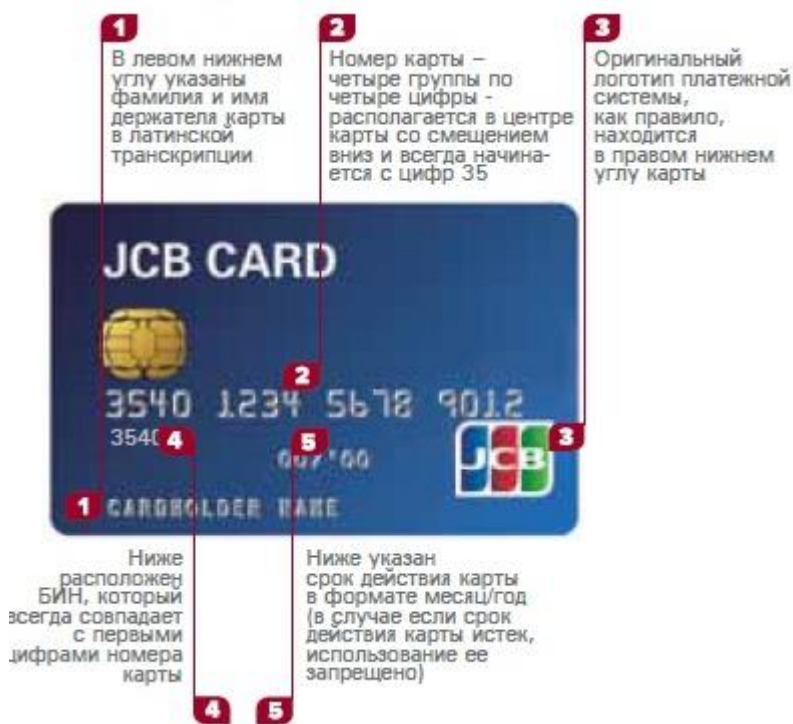 1
В левом нижнем
углу указаны
фамилия и имя
держателя карты
в латинской
транскрипции
2
Номер карты –
четыре группы по
четыре цифры -
располагается в центре
карты со смещением
вниз и всегда начина-
ется с цифр 35
3
Оригинальный
логотип платежной
системы,
как правило,
находится
в правом нижнем
углу карты
JCB CARD
2
3540 1234 5678 9012
3540 4
5
00/00
JCB 3
1 CARDHOLDER NAME
Ниже
расположен
БИН, который
всегда совпадает
с первыми
цифрами номера
карты
4
Ниже указан
срок действия карты
в формате месяц/год
(в случае если срок
действия карты истек,
использование ее
запрещено)
5